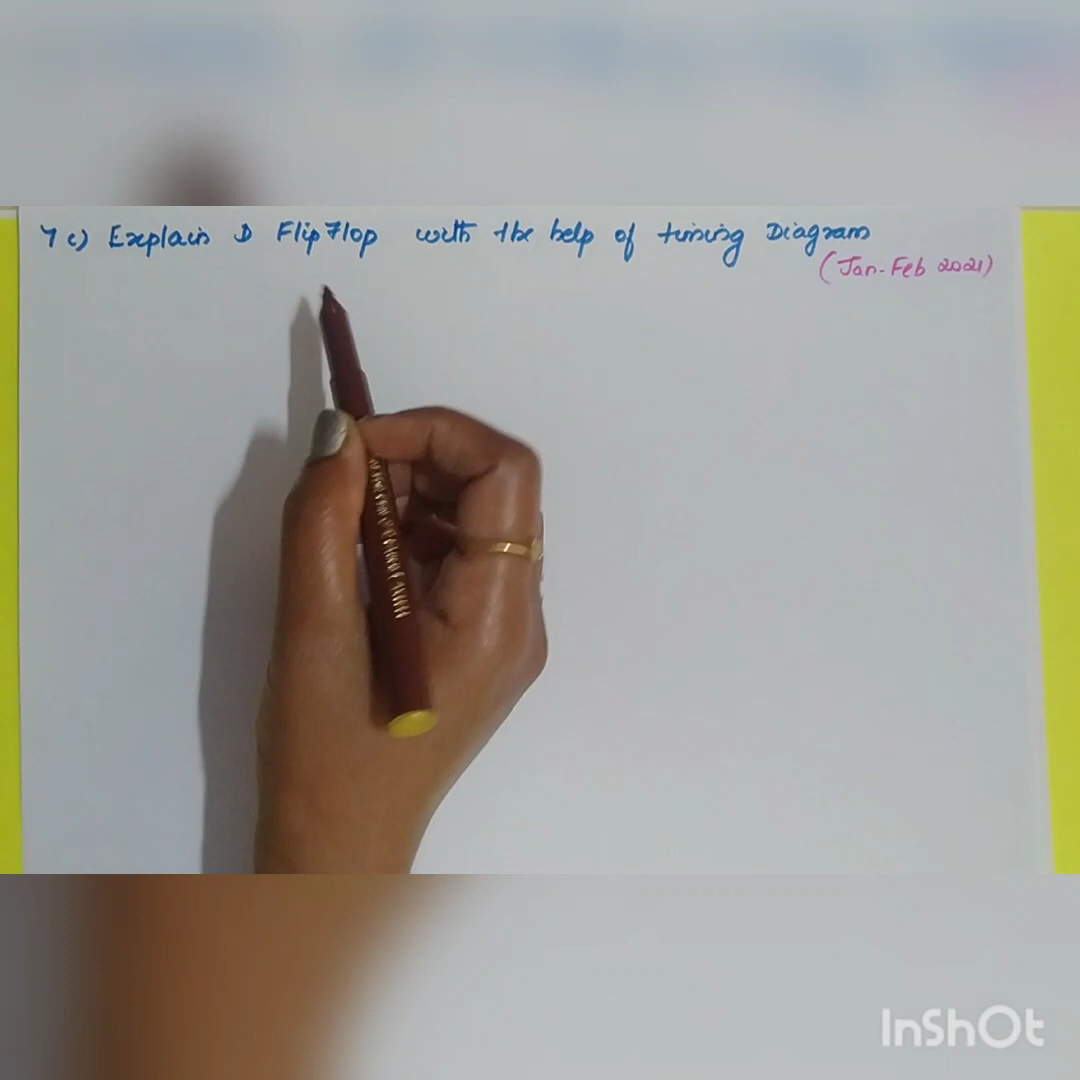 7 c) Explain D FlipFlop with the help of timing Diagram
(Jan-Feb 2021)
InShOt